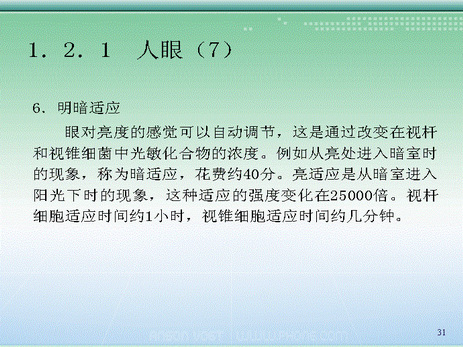 1．2．1　人眼（7）
6．明暗适应
眼对亮度的感觉可以自动调节，这是通过改变在视杆
和视锥细菌中光敏化合物的浓度。例如从亮处进入暗室时
的现象，称为暗适应，花费约40分。亮适应是从暗室进入
阳光下时的现象，这种适应的强度变化在25000倍。视杆
细胞适应时间约1小时，视锥细胞适应时间约几分钟。
31